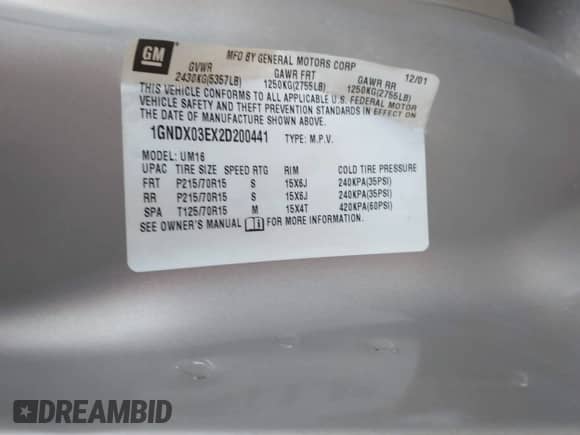 GM
MFD BY GENERAL MOTORS CORP
GVWR GAWR FRT GAWR RR 12/01
2430KG(5357LB) 1250KG(2755LB) 1250KG(2755LB)
THIS VEHICLE CONFORMS TO ALL APPLICABLE U.S. FEDERAL MOTOR
VEHICLE SAFETY AND THEFT PREVENTION STANDARDS IN EFFECT ON
THE DATE OF MANUFACTURE SHOWN ABOVE.
1GNDX03EX2D200441 TYPE: M.P.V.
MODEL: UM16
UPAC TIRE SIZE SPEED RTG RIM COLD TIRE PRESSURE
FRT P215/70R15 S 15X6J 240KPA(35PSI)
RR P215/70R15 S 15X6J 240KPA(35PSI)
SPA T125/70R15 M 15X4T 420KPA(60PSI)
SEE OWNER'S MANUAL FOR MORE INFORMATION.
DREAMBID